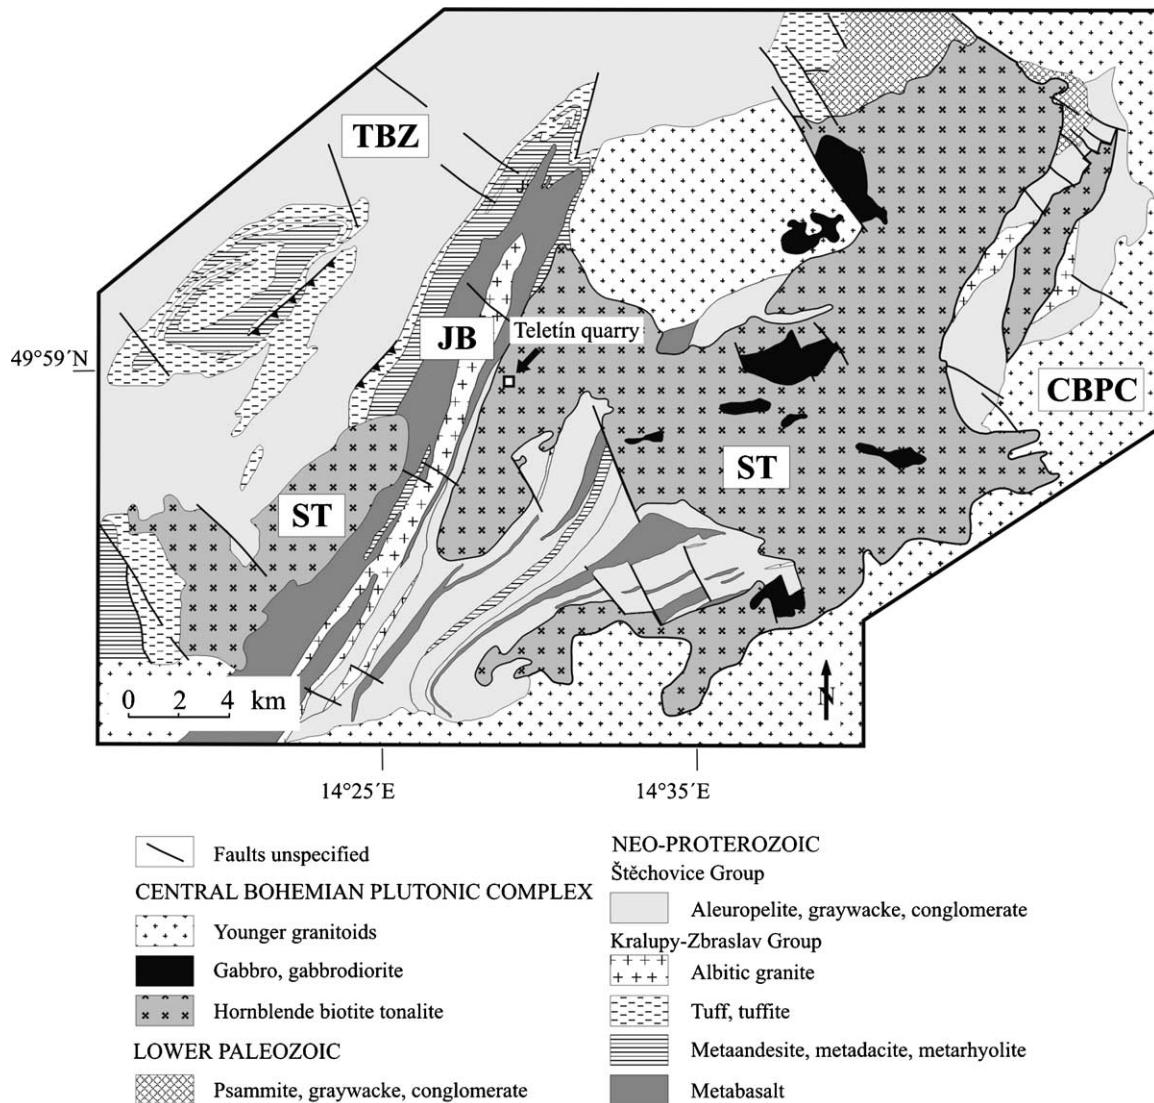 TBZ
49°59´N
JB
Teletín quarry
CBPC
ST
ST
0 2 4 km
N
14°25´E
14°35´E
Faults unspecified
CENTRAL BOHEMIAN PLUTONIC COMPLEX
Younger granitoids
Gabbro, gabbrodiorite
Hornblende biotite tonalite
LOWER PALEOZOIC
Psammite, graywacke, conglomerate
NEO-PROTEROZOIC
Štěchovice Group
Aleuropelite, graywacke, conglomerate
Kralupy-Zbraslav Group
Albitic granite
Tuff, tuffite
Metaandesite, metadacite, metarhyolite
Metabasalt